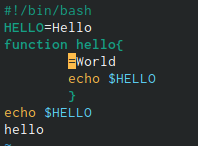 #!/bin/bash
HELLO=Hello
function hello{
=World
echo $HELLO
}
echo $HELLO
hello
~